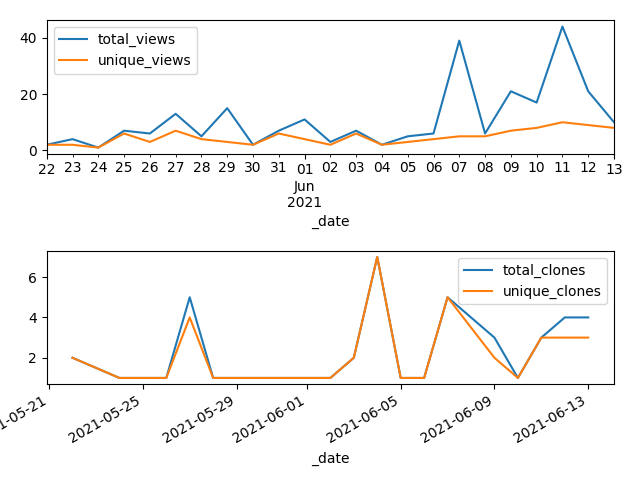 total_views
unique_views
40
20
0
22 23 24 25 26 27 28 29 30 31 01 02 03 04 05 06 07 08 09 10 11 12 13
Jun
2021
_date
total_clones
unique_clones
6
4
2
1-05-21 2021-05-25 2021-05-29 2021-06-01 2021-06-05 2021-06-09 2021-06-13
_date